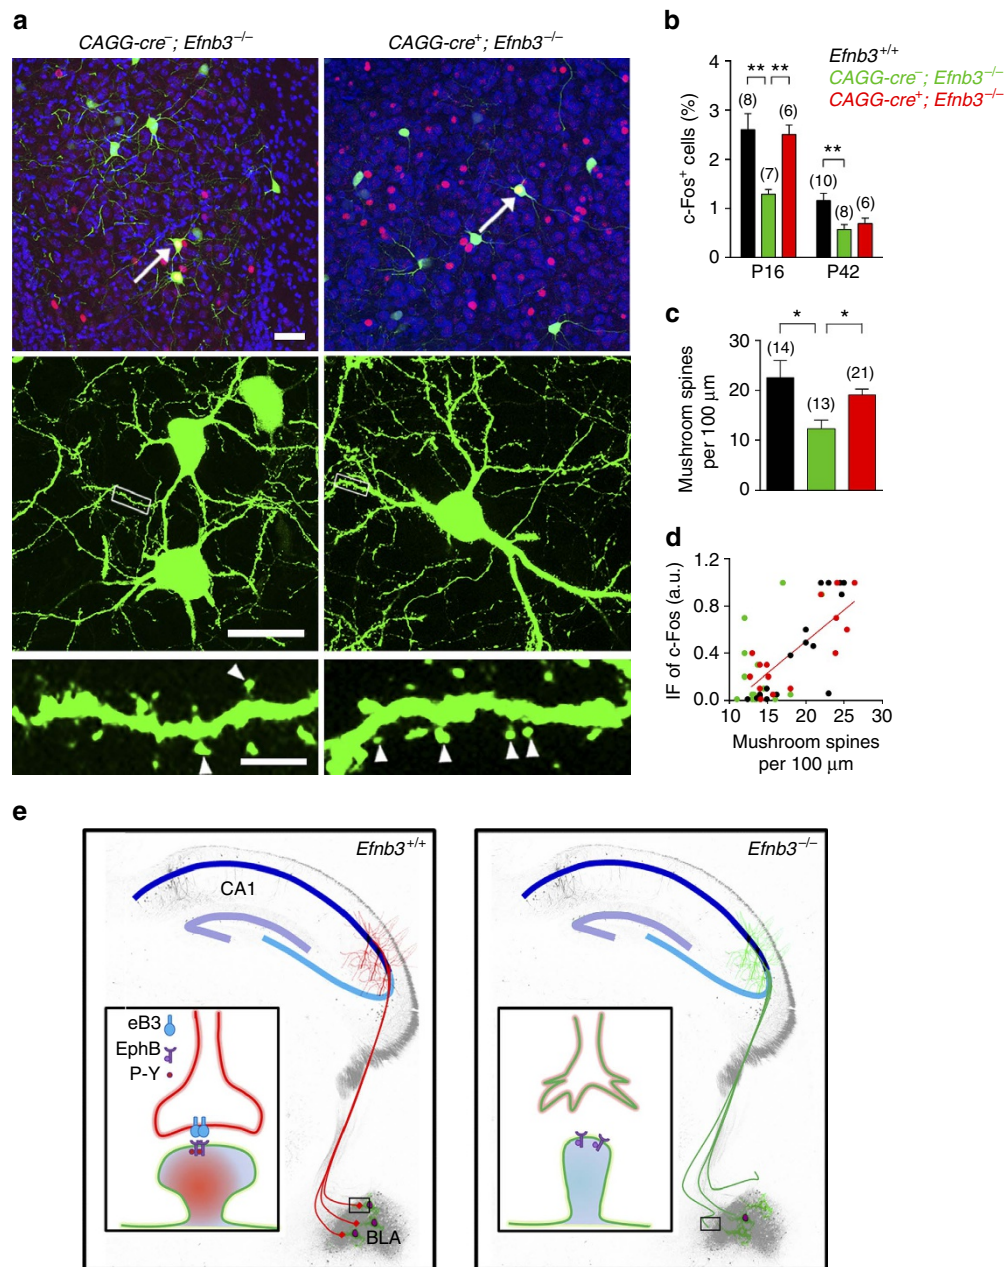 a
CAGG-cre⁻; Efnb3⁻/⁻
CAGG-cre⁺; Efnb3⁻/⁻
b
Efnb3⁺/⁺
CAGG-cre⁻; Efnb3⁻/⁻
CAGG-cre⁺; Efnb3⁻/⁻
c-Fos⁺ cells (%)
4
3
2
1
0
** **
(8)
(7)
(6)
**
(10)
(8)
(6)
P16 P42
c
Mushroom spines
per 100 μm
30
20
10
0
* *
(14)
(13)
(21)
d
IF of c-Fos (a.u.)
1.2
0.8
0.4
0.0
10 15 20 25 30
Mushroom spines
per 100 μm
e
Efnb3⁺/⁺
CA1
eB3
EphB
P-Y
BLA
Efnb3⁻/⁻